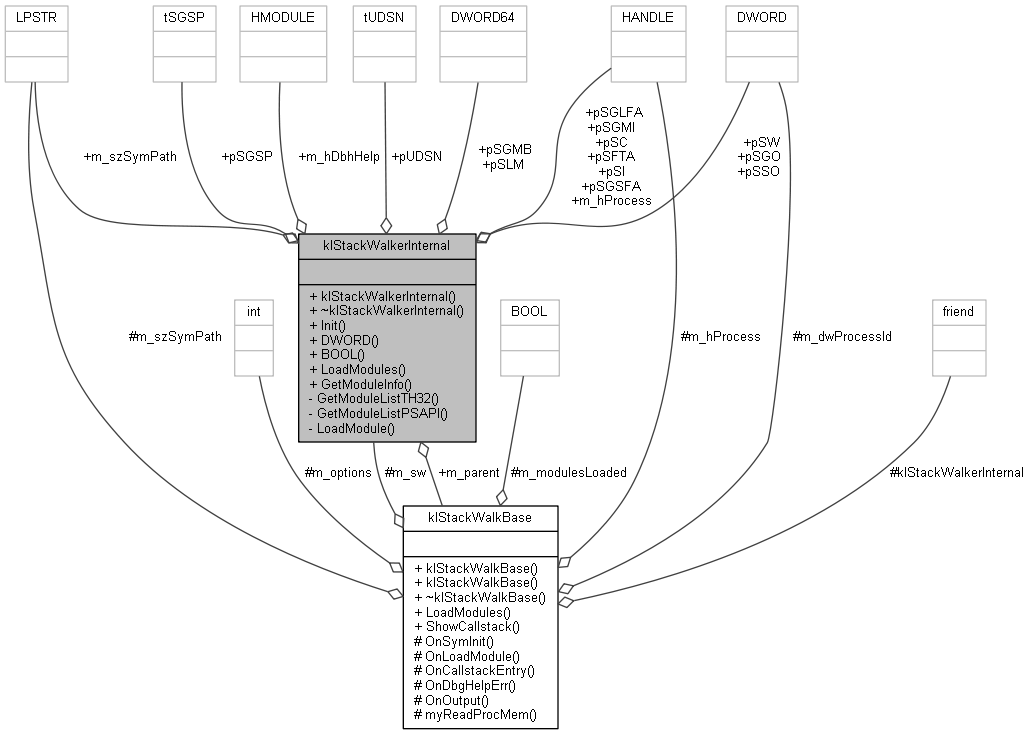 LPSTR
tSGSP
HMODULE
tUDSN
DWORD64
HANDLE
DWORD
+m_szSymPath
+pSGSP
+m_hDbhHelp
+pUDSN
+pSGMB
+pSLM
+pSGLFA
+pSGMI
+pSC
+pSFTA
+pSI
+pSGSFA
+m_hProcess
+pSW
+pSGO
+pSSO
klStackWalkerInternal
+ klStackWalkerInternal()
+ ~klStackWalkerInternal()
+ Init()
+ DWORD()
+ BOOL()
+ LoadModules()
+ GetModuleInfo()
- GetModuleListTH32()
- GetModuleListPSAPI()
- LoadModule()
int
BOOL
friend
#m_szSymPath
#m_hProcess
#m_dwProcessId
#m_options
#m_sw
+m_parent
#m_modulesLoaded
#klStackWalkerInternal
klStackWalkBase
+ klStackWalkBase()
+ klStackWalkBase()
+ ~klStackWalkBase()
+ LoadModules()
+ ShowCallstack()
# OnSymInit()
# OnLoadModule()
# OnCallstackEntry()
# OnDbgHelpErr()
# OnOutput()
# myReadProcMem()